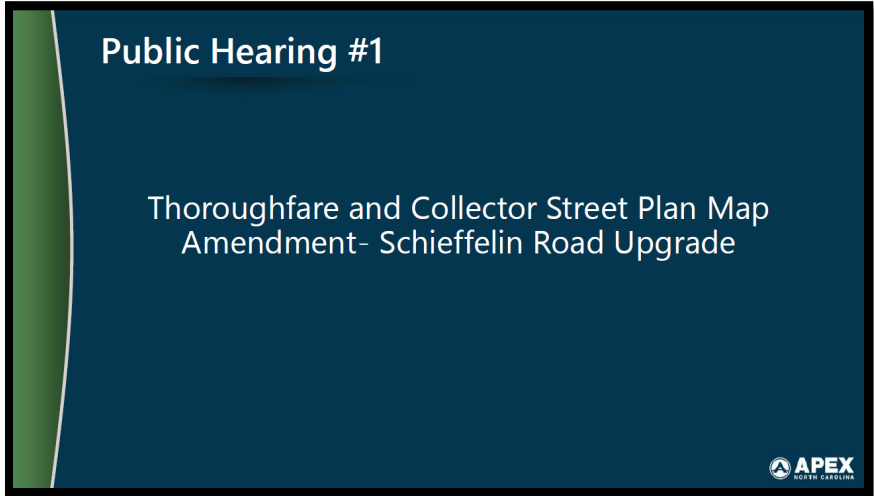 Public Hearing #1
Thoroughfare and Collector Street Plan Map
Amendment- Schieffelin Road Upgrade
APEX
NORTH CAROLINA